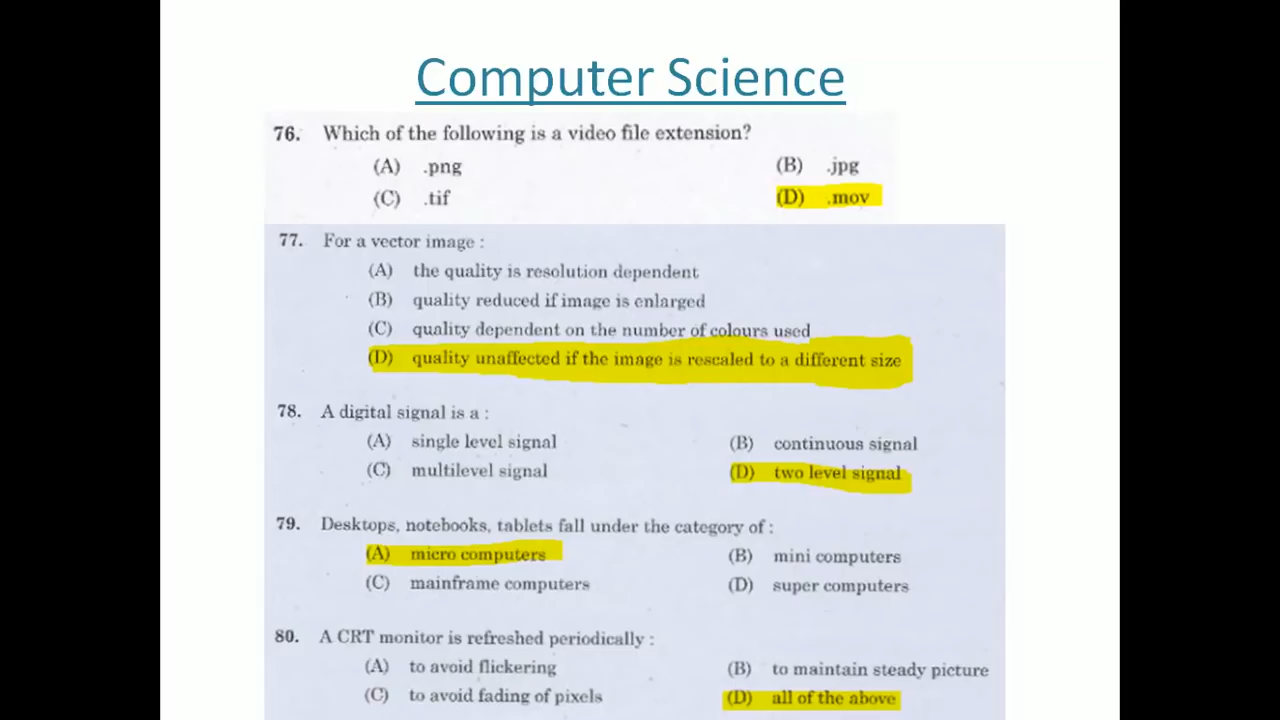 Computer Science
76. Which of the following is a video file extension?
(A) .png (B) .jpg
(C) .tif (D) .mov
77. For a vector image :
(A) the quality is resolution dependent
(B) quality reduced if image is enlarged
(C) quality dependent on the number of colours used
(D) quality unaffected if the image is rescaled to a different size
78. A digital signal is a :
(A) single level signal (B) continuous signal
(C) multilevel signal (D) two level signal
79. Desktops, notebooks, tablets fall under the category of :
(A) micro computers (B) mini computers
(C) mainframe computers (D) super computers
80. A CRT monitor is refreshed periodically :
(A) to avoid flickering (B) to maintain steady picture
(C) to avoid fading of pixels (D) all of the above